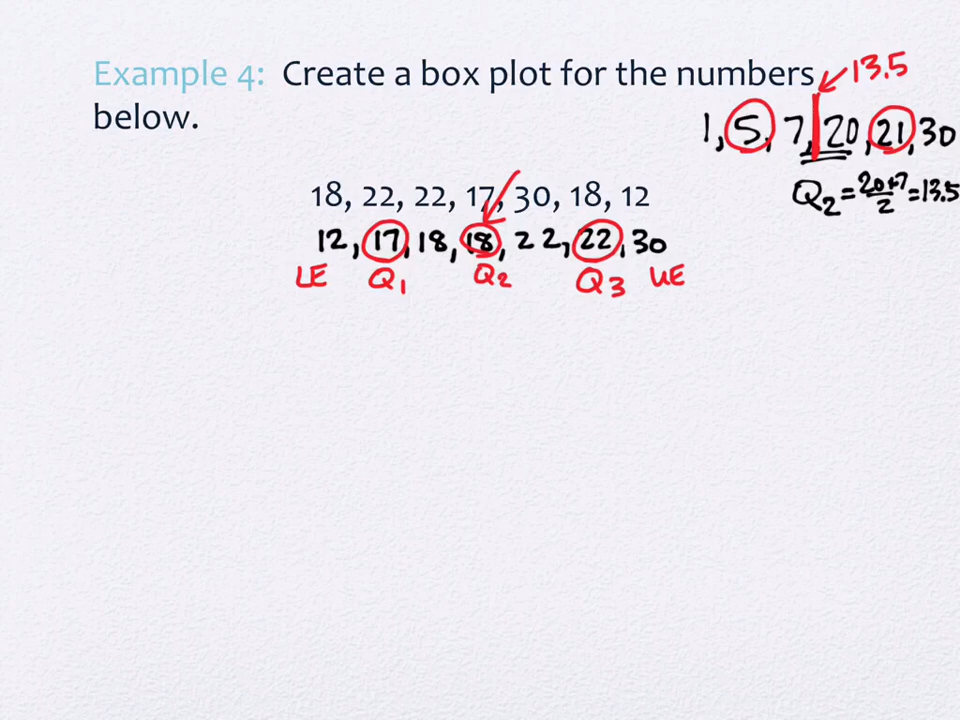 Example 4: Create a box plot for the numbers
below.
13.5
1, 5, 7, 20, 21, 30
Q2 = 20+7/2 = 13.5
18, 22, 22, 17, 30, 18, 12
12, 17, 18, 18, 22, 22, 30
LE Q1 Q2 Q3 UE